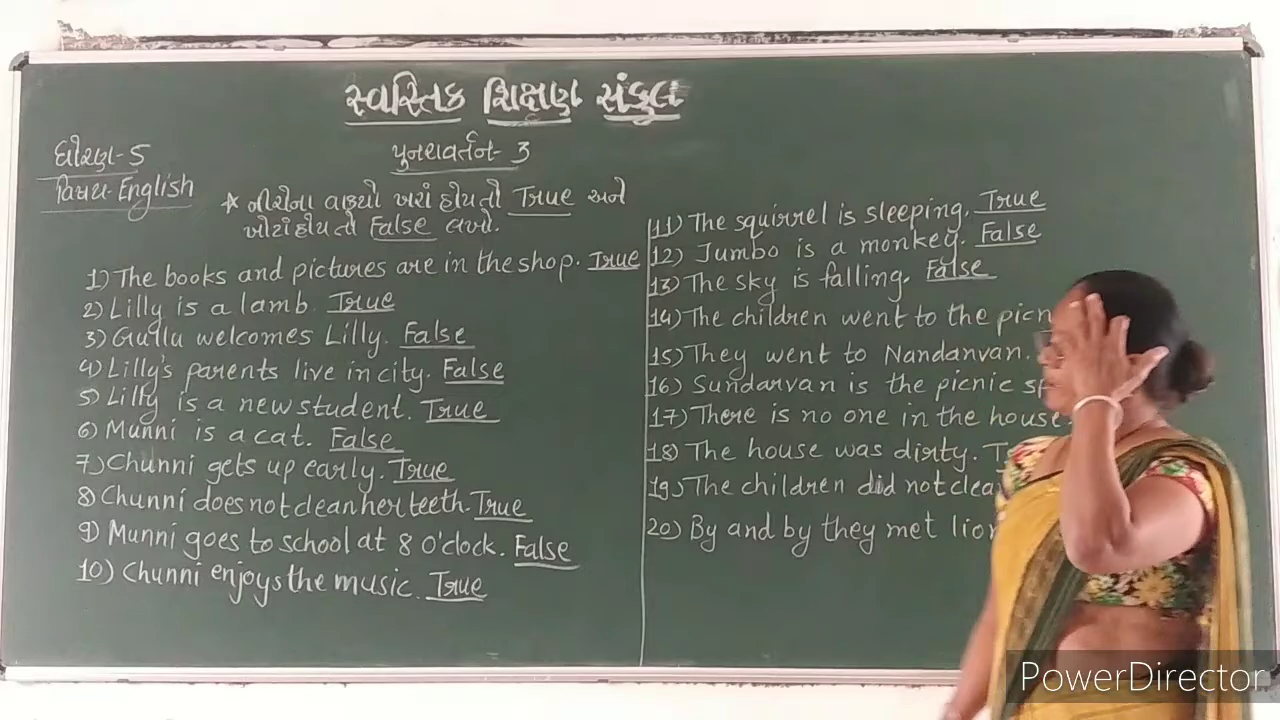 સ્વસ્તિક શિક્ષણ સંકુલ
ધોરણ-5
પુનરાવર્તન-3
વિષય-English
* નીચેના વાક્યો ખરાં હોય તો True અને
ખોટાં હોય તો False લખો.
1) The books and pictures are in the shop. True
2) Lilly is a lamb. True
3) Gullu welcomes Lilly. False
4) Lilly's parents live in city. False
5) Lilly is a new student. True
6) Munni is a cat. False
7) Chunni gets up early. True
8) Chunni does not clean her teeth. True
9) Munni goes to school at 8 O'clock. False
10) Chunni enjoys the music. True
11) The squirrel is sleeping. True
12) Jumbo is a monkey. False
13) The sky is falling. False
14) The children went to the
15) They went to Nandanvan.
16) Sundarvan is the picnic
17) There is no one in the house.
18) The house was dirty.
19) The children did not
20) By and by they met
PowerDirector